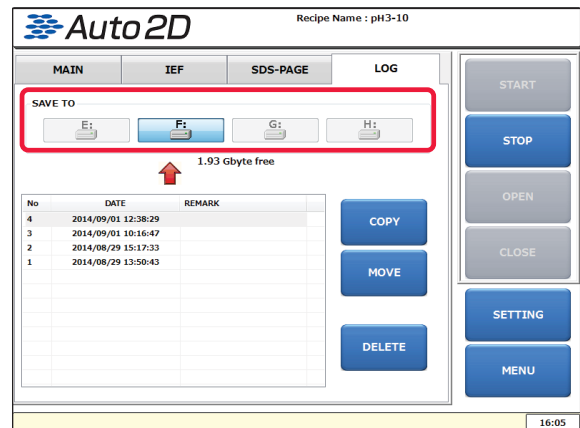 Auto2D
Recipe Name : pH3-10
MAIN IEF SDS-PAGE LOG
SAVE TO
E: F: G: H:
1.93 Gbyte free
No DATE REMARK
4 2014/09/01 12:38:29
3 2014/09/01 10:16:47
2 2014/08/29 15:17:33
1 2014/08/29 13:50:43
COPY
MOVE
DELETE
START
STOP
OPEN
CLOSE
SETTING
MENU
16:05